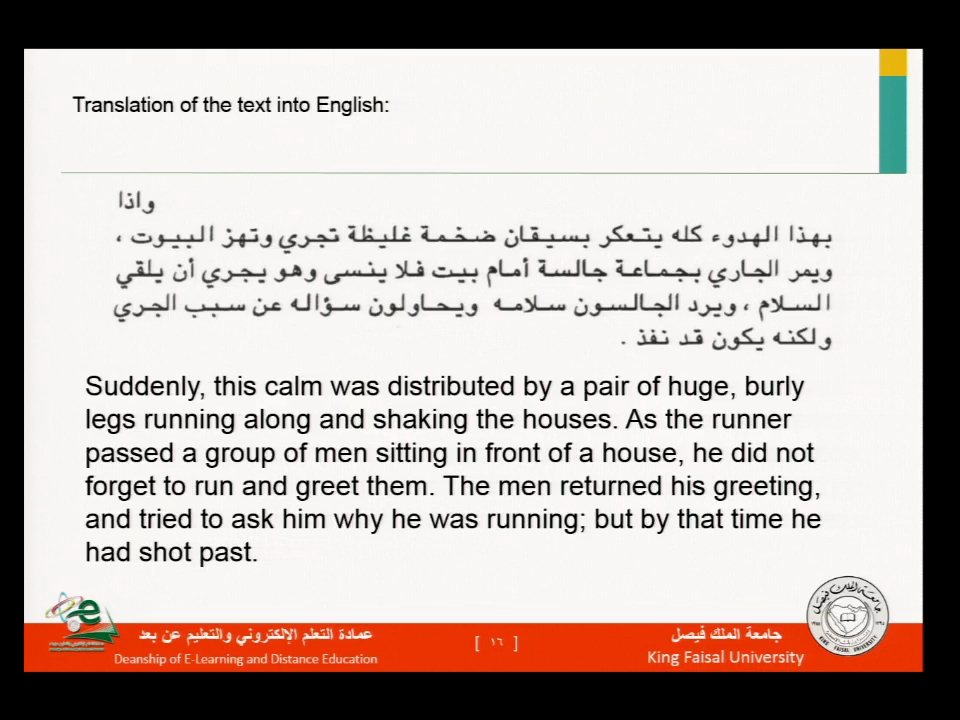 Translation of the text into English:
واذا
بهذا الهدوء كله يتعكر بسيقان ضخمة غليظة تجري وتهز البيوت ،
ويمر الجاري بجماعة جالسة أمام بيت فلا ينسى وهو يجري أن يلقي
السلام ، ويرد الجالسون سلامه ويحاولون سؤاله عن سبب الجري
ولكنه يكون قد نفذ .
Suddenly, this calm was distributed by a pair of huge, burly
legs running along and shaking the houses. As the runner
passed a group of men sitting in front of a house, he did not
forget to run and greet them. The men returned his greeting,
and tried to ask him why he was running; but by that time he
had shot past.
عمادة التعلم الإلكتروني والتعليم عن بعد
Deanship of E-Learning and Distance Education
[ ١٦ ]
جامعة الملك فيصل
King Faisal University
جامعة الملك فيصل
KING FAISAL UNIVERSITY